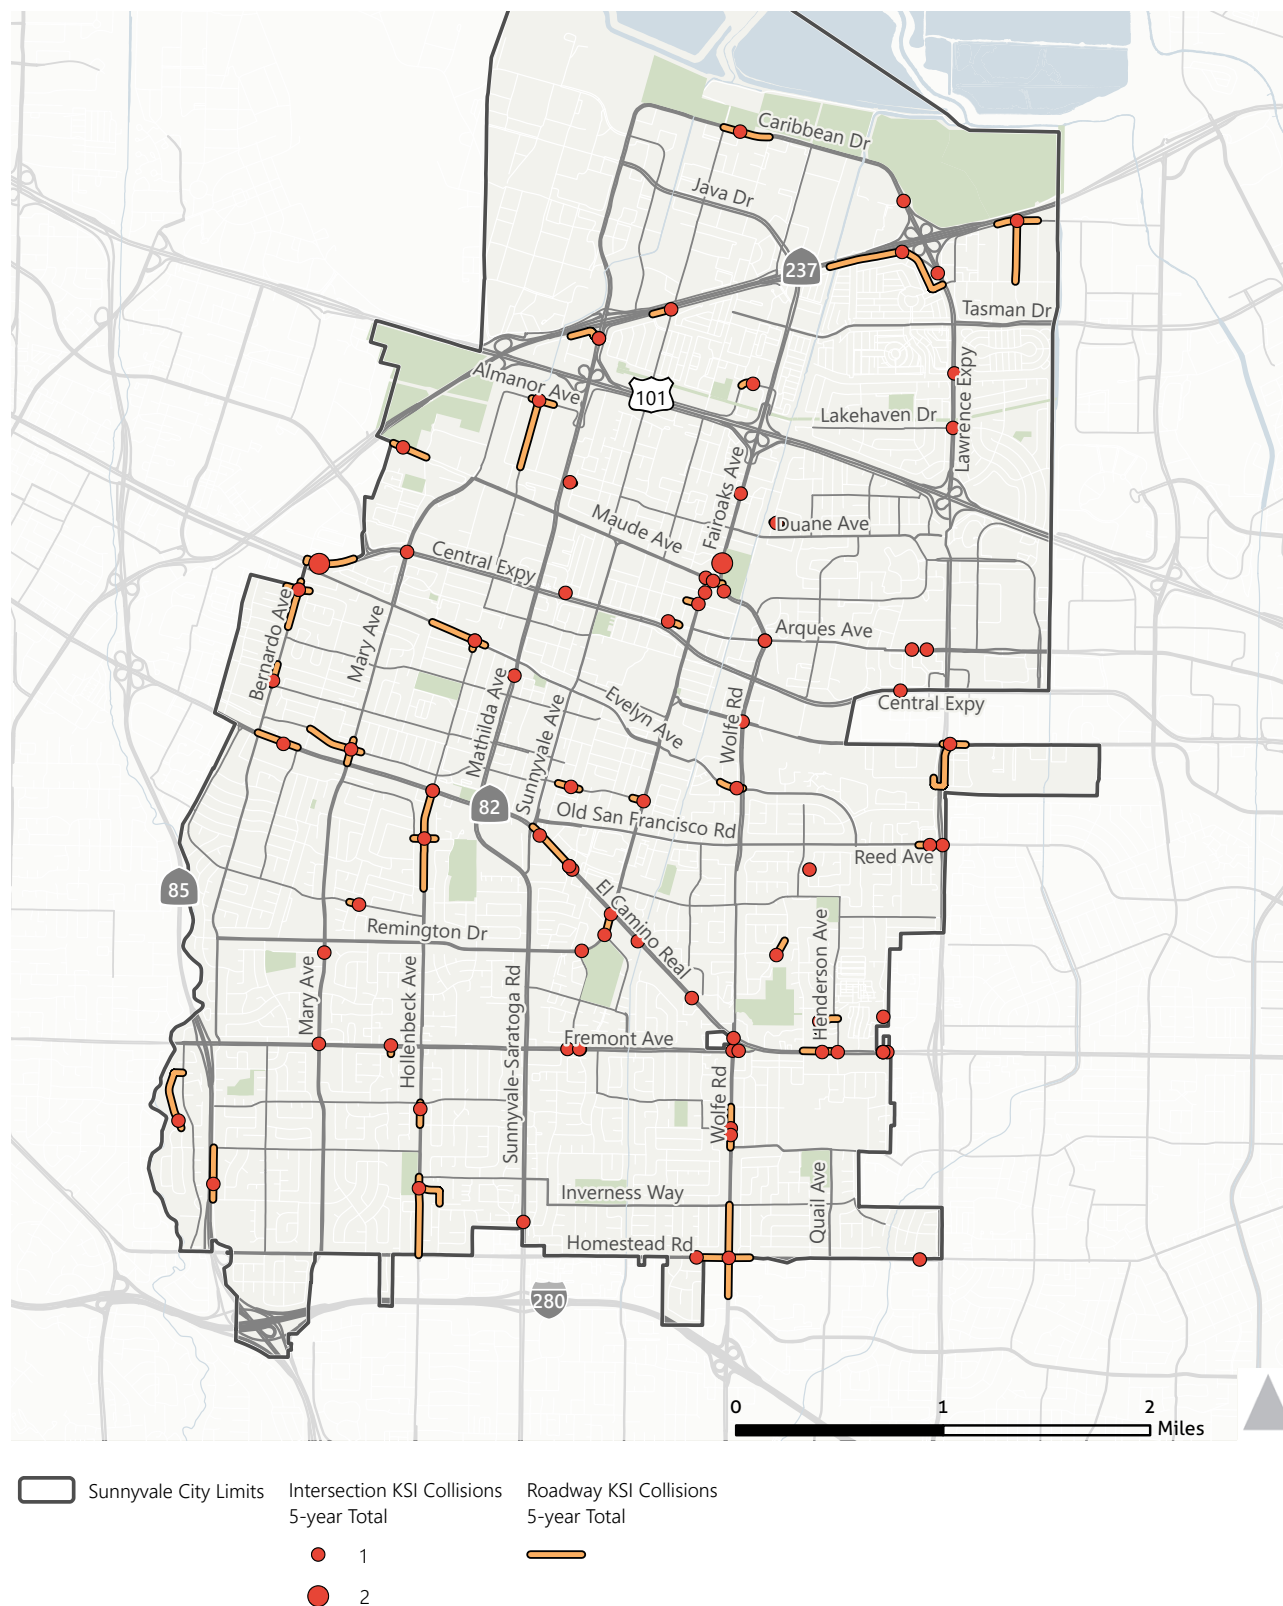 Caribbean Dr
Java Dr
237
Tasman Dr
Almanor Ave
101
Lawrence Expy
Lakehaven Dr
Fairoaks Ave
Maude Ave
Duane Ave
Central Expy
Bernardo Ave
Mary Ave
Arques Ave
Mathilda Ave
Sunnyvale Ave
Evelyn Ave
Wolfe Rd
Central Expy
82
Old San Francisco Rd
Reed Ave
85
El Camino Real
Remington Dr
Henderson Ave
Mary Ave
Hollenbeck Ave
Sunnyvale-Saratoga Rd
Fremont Ave
Wolfe Rd
Quail Ave
Inverness Way
Homestead Rd
280
0 1 2
Miles
Sunnyvale City Limits
Intersection KSI Collisions
5-year Total
1
2
Roadway KSI Collisions
5-year Total